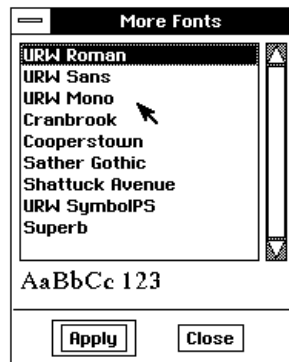 More Fonts
URW Roman
URW Sans
URW Mono
Cranbrook
Cooperstown
Sather Gothic
Shattuck Avenue
URW SymbolPS
Superb
AaBbCc 123
Apply
Close